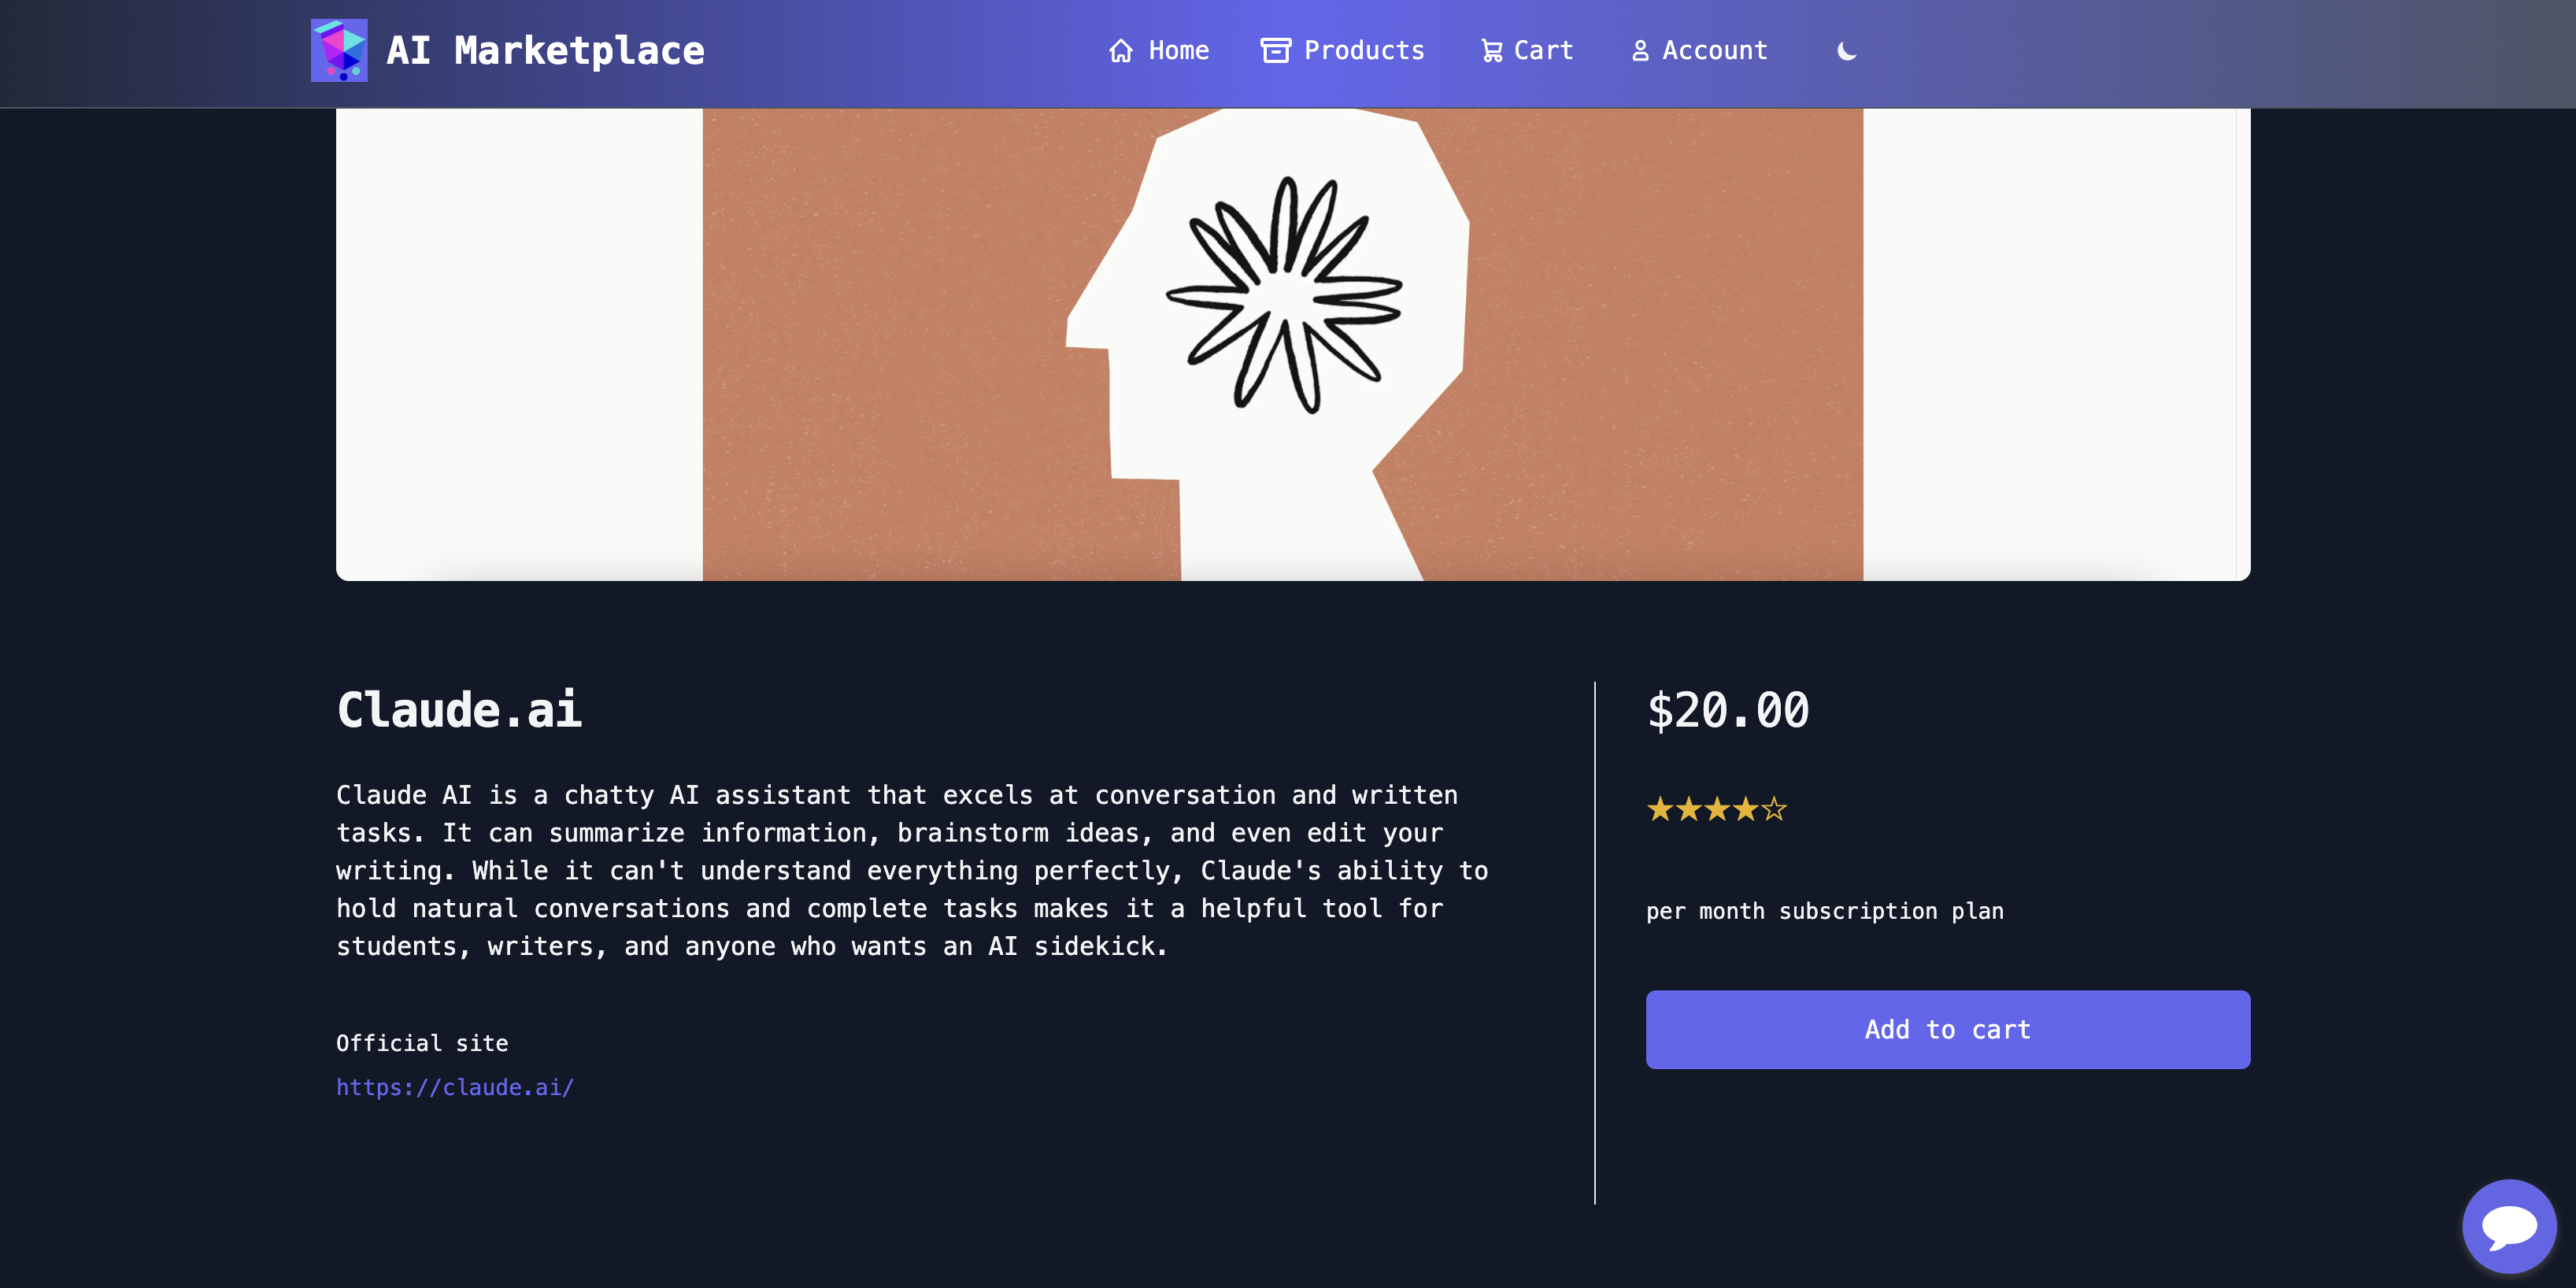 AI Marketplace
Home
Products
Cart
Account
Claude.ai
Claude AI is a chatty AI assistant that excels at conversation and written
tasks. It can summarize information, brainstorm ideas, and even edit your
writing. While it can't understand everything perfectly, Claude's ability to
hold natural conversations and complete tasks makes it a helpful tool for
students, writers, and anyone who wants an AI sidekick.
Official site
https://claude.ai/
$20.00
per month subscription plan
Add to cart